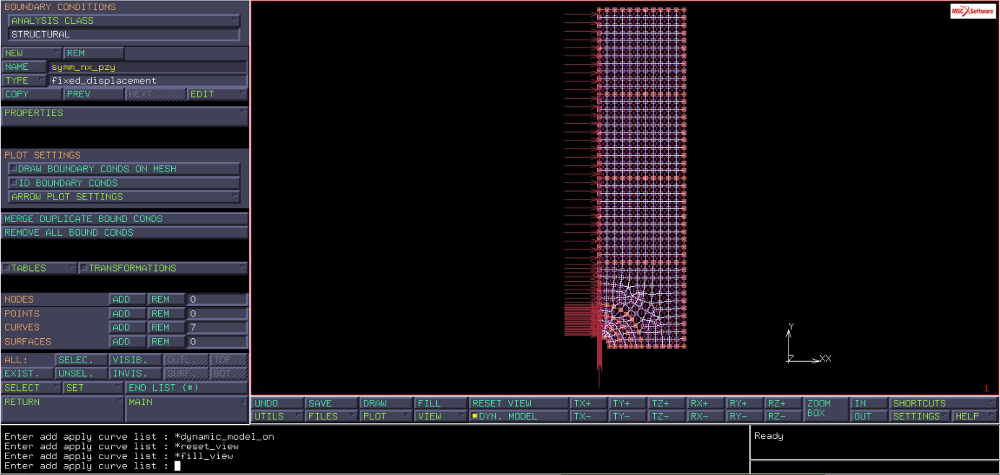 BOUNDARY CONDITIONS
ANALYSIS CLASS
STRUCTURAL
NEW REM
NAME symm_nx_pzy
TYPE fixed_displacement
COPY PREV NEXT EDIT
PROPERTIES
PLOT SETTINGS
DRAW BOUNDARY CONDS ON MESH
ID BOUNDARY CONDS
ARROW PLOT SETTINGS
MERGE DUPLICATE BOUND CONDS
REMOVE ALL BOUND CONDS
TABLES TRANSFORMATIONS
NODES ADD REM 0
POINTS ADD REM 0
CURVES ADD REM 7
SURFACES ADD REM 0
ALL: SELEC. VISIB. OUTL. TOP
EXIST. UNSEL. INVIS. SURF. BOT.
SELECT SET END LIST (#)
RETURN MAIN
MSC Software
Y
Z XX
1
UNDO SAVE DRAW FILL RESET VIEW TX+ TY+ TZ+ RX+ RY+ RZ+ ZOOM BOX IN SHORTCUTS
UTILS FILES PLOT VIEW DYN. MODEL TX- TY- TZ- RX- RY- RZ- OUT SETTINGS HELP
Enter add apply curve list : *dynamic_model_on
Enter add apply curve list : *reset_view
Enter add apply curve list : *fill_view
Enter add apply curve list :
Ready